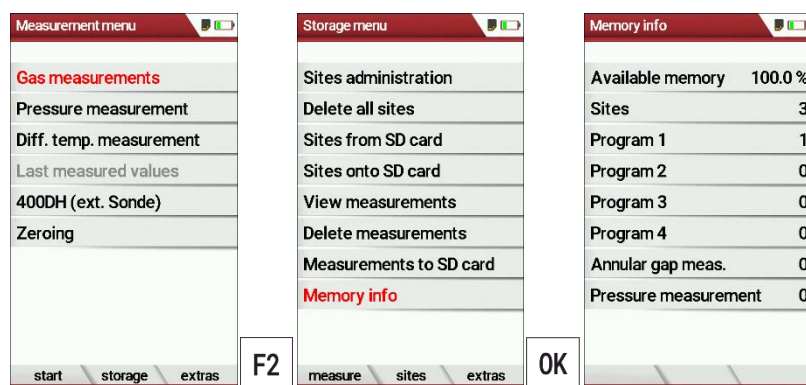 Measurement menu
Gas measurements
Pressure measurement
Diff. temp. measurement
Last measured values
400DH (ext. Sonde)
Zeroing
start storage extras
F2
Storage menu
Sites administration
Delete all sites
Sites from SD card
Sites onto SD card
View measurements
Delete measurements
Measurements to SD card
Memory info
measure sites extras
OK
Memory info
Available memory 100.0 %
Sites 3
Program 1 1
Program 2 0
Program 3 0
Program 4 0
Annular gap meas. 0
Pressure measurement 0